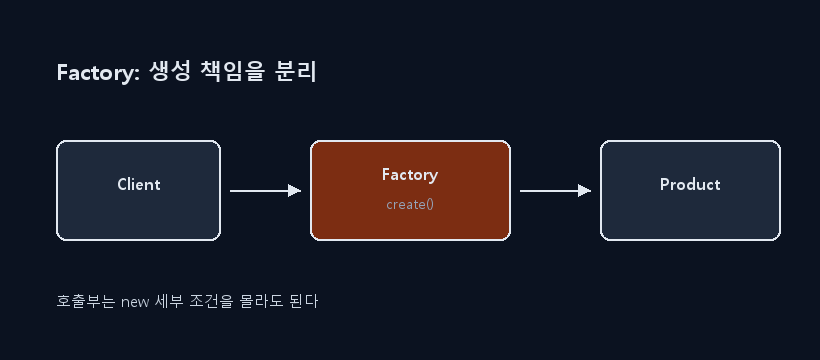 Factory: 생성 책임을 분리
Client
Factory
create()
Product
호출부는 new 세부 조건을 몰라도 된다